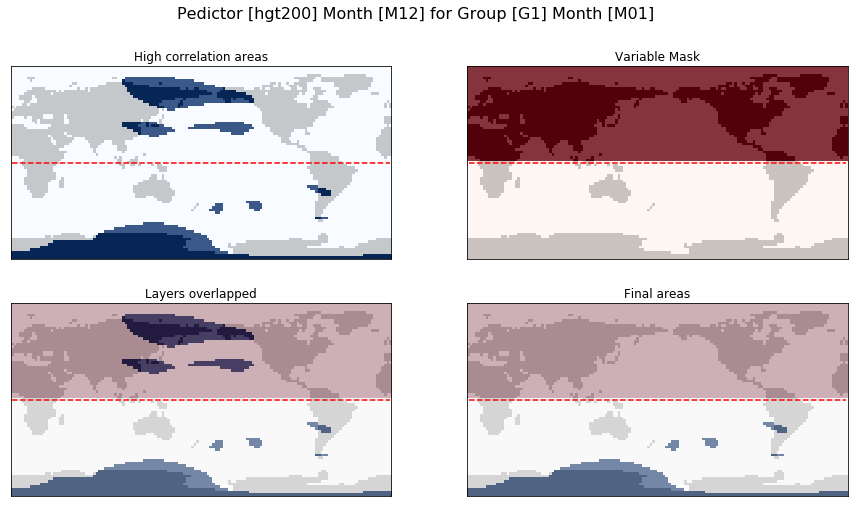 Pedictor [hgt200] Month [M12] for Group [G1] Month [M01]
High correlation areas
Variable Mask
Layers overlapped
Final areas